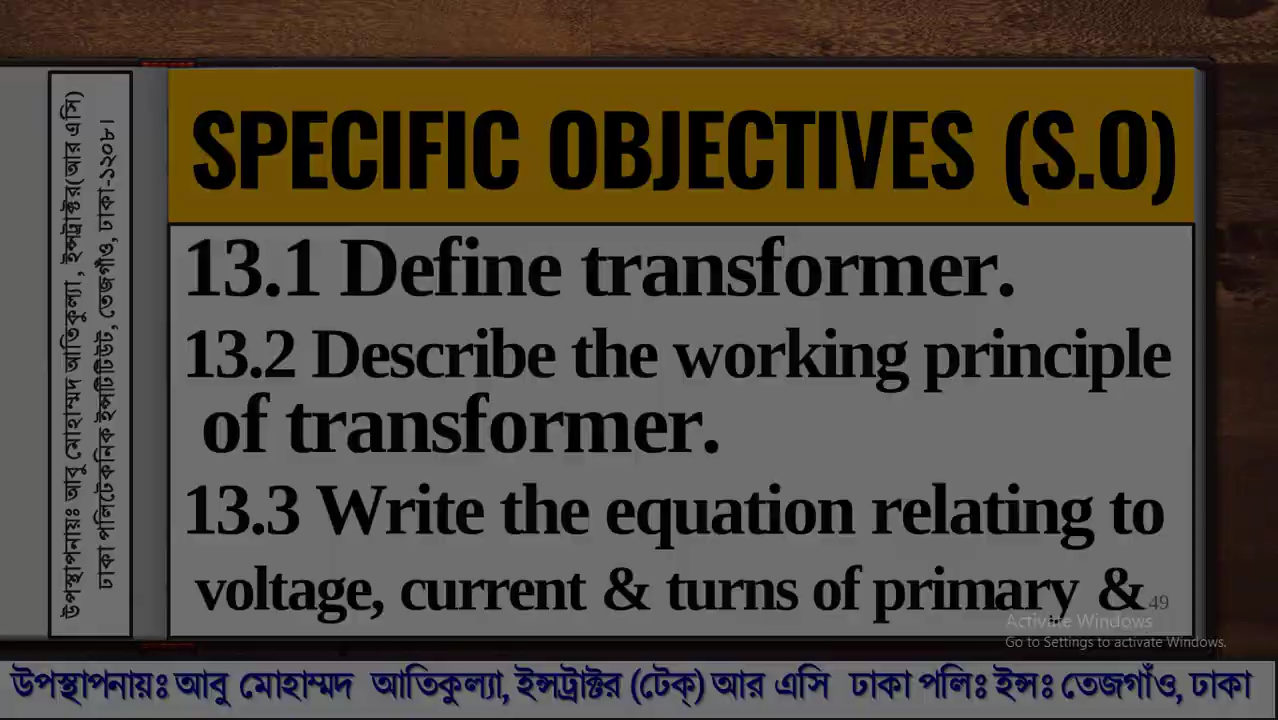 SPECIFIC OBJECTIVES (S.O)
13.1 Define transformer.
13.2 Describe the working principle
of transformer.
13.3 Write the equation relating to
voltage, current & turns of primary &
49
Activate Windows
Go to Settings to activate Windows.
উপস্থাপনায়ঃ আবু মোহাম্মদ আতিকুল্যা , ইন্সট্রাক্টর(আর এসি)
ঢাকা পলিটেকনিক ইন্সটিটিউট, তেজগাঁও, ঢাকা-১২০৮।
উপস্থাপনায়ঃ আবু মোহাম্মদ আতিকুল্যা, ইন্সট্রাক্টর (টেক্) আর এসি ঢাকা পলিঃ ইন্সঃ তেজগাঁও, ঢাকা